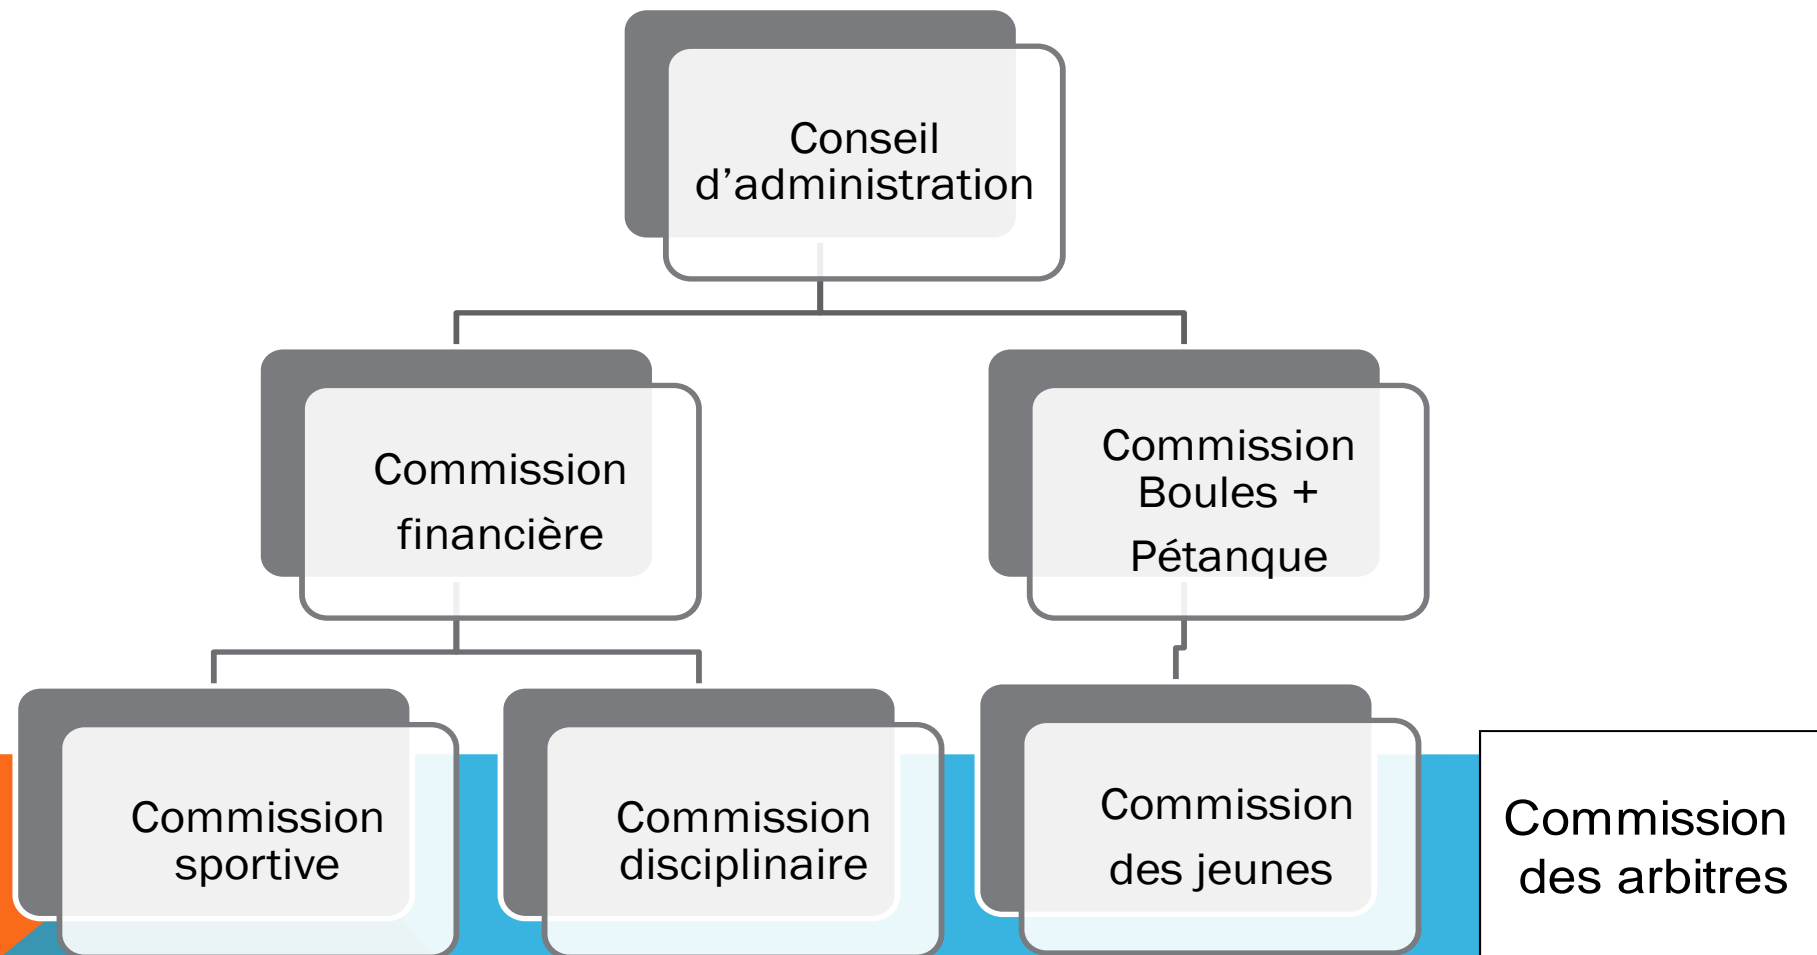 Conseil
d’administration
Commission
financière
Commission
Boules +
Pétanque
Commission
sportive
Commission
disciplinaire
Commission
des jeunes
Commission
des arbitres